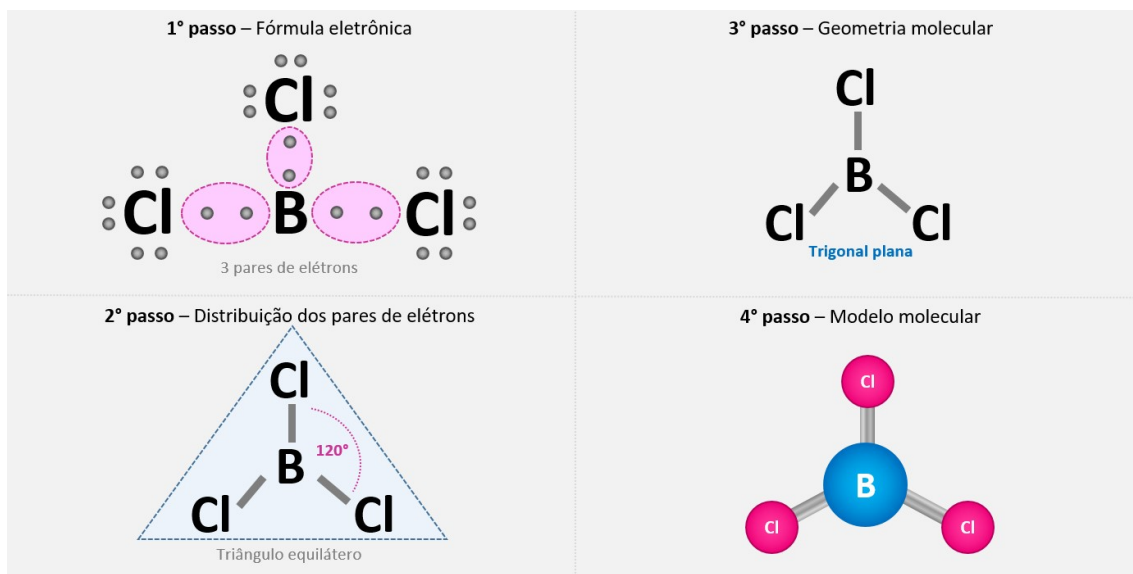 1° passo – Fórmula eletrônica
Cl
Cl B Cl
3 pares de elétrons
2° passo – Distribuição dos pares de elétrons
Cl
120°
B
Cl Cl
Triângulo equilátero
3° passo – Geometria molecular
Cl
B
Cl Cl
Trigonal plana
4° passo – Modelo molecular
Cl
B
Cl Cl